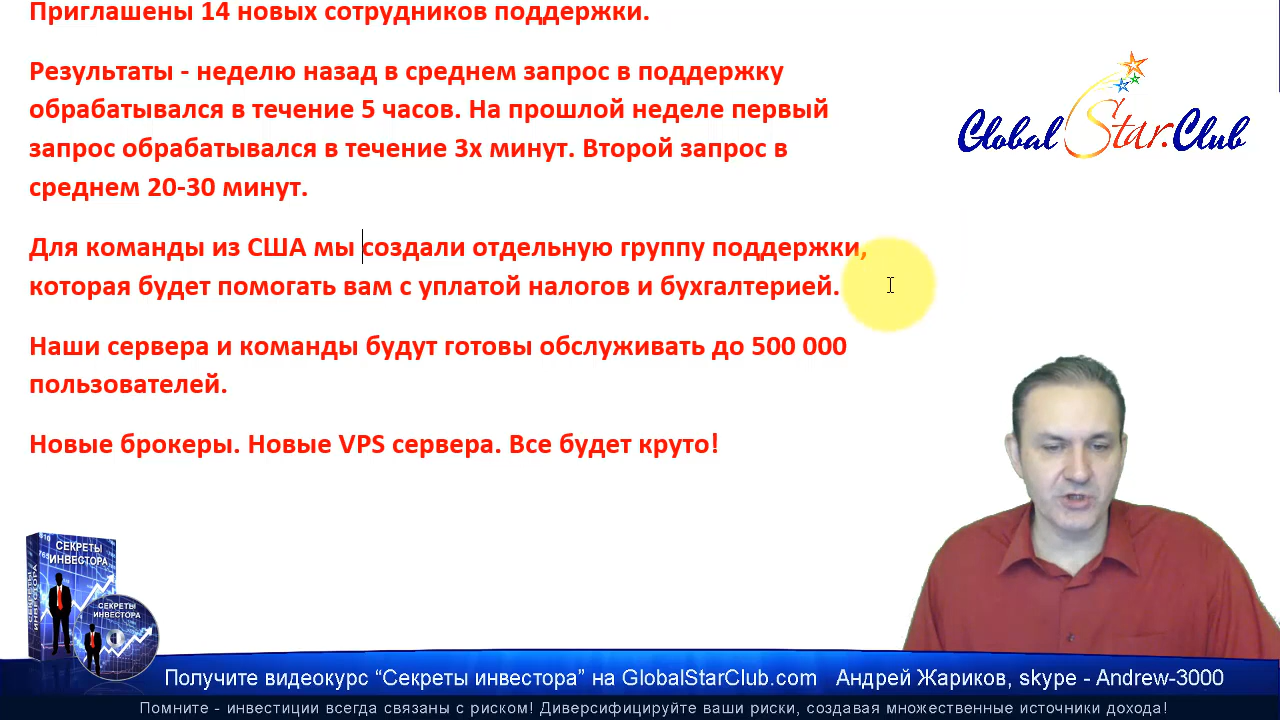 Приглашены 14 новых сотрудников поддержки.
Результаты - неделю назад в среднем запрос в поддержку
обрабатывался в течение 5 часов. На прошлой неделе первый
запрос обрабатывался в течение 3х минут. Второй запрос в
среднем 20-30 минут.
Для команды из США мы создали отдельную группу поддержки,
которая будет помогать вам с уплатой налогов и бухгалтерией.
Наши сервера и команды будут готовы обслуживать до 500 000
пользователей.
Новые брокеры. Новые VPS сервера. Все будет круто!
Global Star.Club
СЕКРЕТЫ
ИНВЕСТОРА
СЕКРЕТЫ
ИНВЕСТОРА
СЕКРЕТЫ
ИНВЕСТОРА
Получите видеокурс “Секреты инвестора” на GlobalStarClub.com Андрей Жариков, skype - Andrew-3000
Помните - инвестиции всегда связаны с риском! Диверсифицируйте ваши риски, создавая множественные источники дохода!